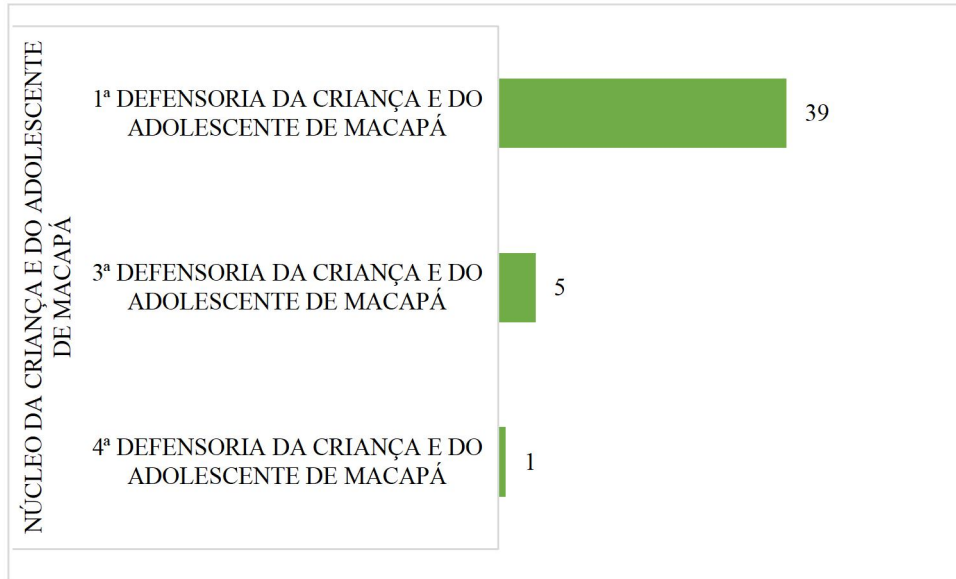 NÚCLEO DA CRIANÇA E DO ADOLESCENTE
DE MACAPÁ
1ª DEFENSORIA DA CRIANÇA E DO
ADOLESCENTE DE MACAPÁ
39
3ª DEFENSORIA DA CRIANÇA E DO
ADOLESCENTE DE MACAPÁ
5
4ª DEFENSORIA DA CRIANÇA E DO
ADOLESCENTE DE MACAPÁ
1